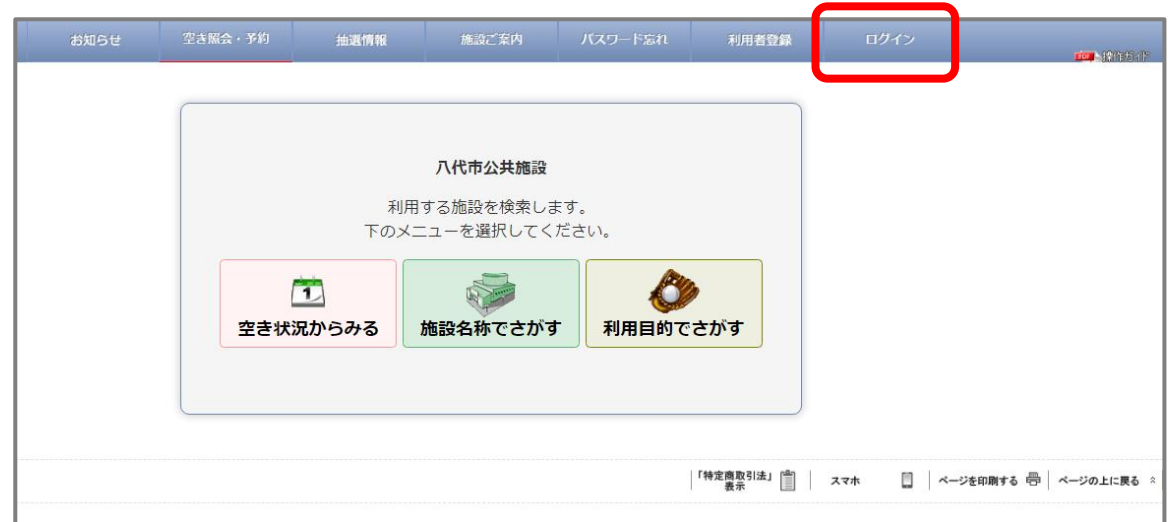 お知らせ
空き照会・予約
抽選情報
施設ご案内
パスワード忘れ
利用者登録
ログイン
PDF 操作ガイド
八代市公共施設
利用する施設を検索します。
下のメニューを選択してください。
1
空き状況からみる
施設名称でさがす
利用目的でさがす
「特定商取引法」
表示
スマホ
ページを印刷する
ページの上に戻る